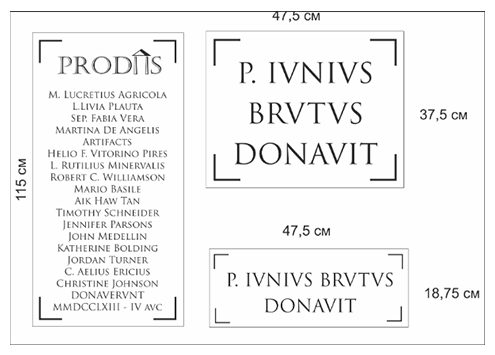 PRODIIS
M. LUCRETIUS AGRICOLA
L.LIVIA PLAUTA
SEP. FABIA VERA
MARTINA DE ANGELIS
ARTIFACTS
HELIO F. VITORINO PIRES
L. RUTILIUS MINERVALIS
ROBERT C. WILLIAMSON
MARIO BASILE
AIK HAW TAN
TIMOTHY SCHNEIDER
JENNIFER PARSONS
JOHN MEDELLIN
KATHERINE BOLDING
JORDAN TURNER
C. AELIUS ERICIUS
CHRISTINE JOHNSON
DONAVERVNT
MMDCCLXIII - IV AVC
115 см
47,5 см
P. IVNIVS
BRVTVS
DONAVIT
37,5 см
47,5 см
P. IVNIVS BRVTVS
DONAVIT
18,75 см